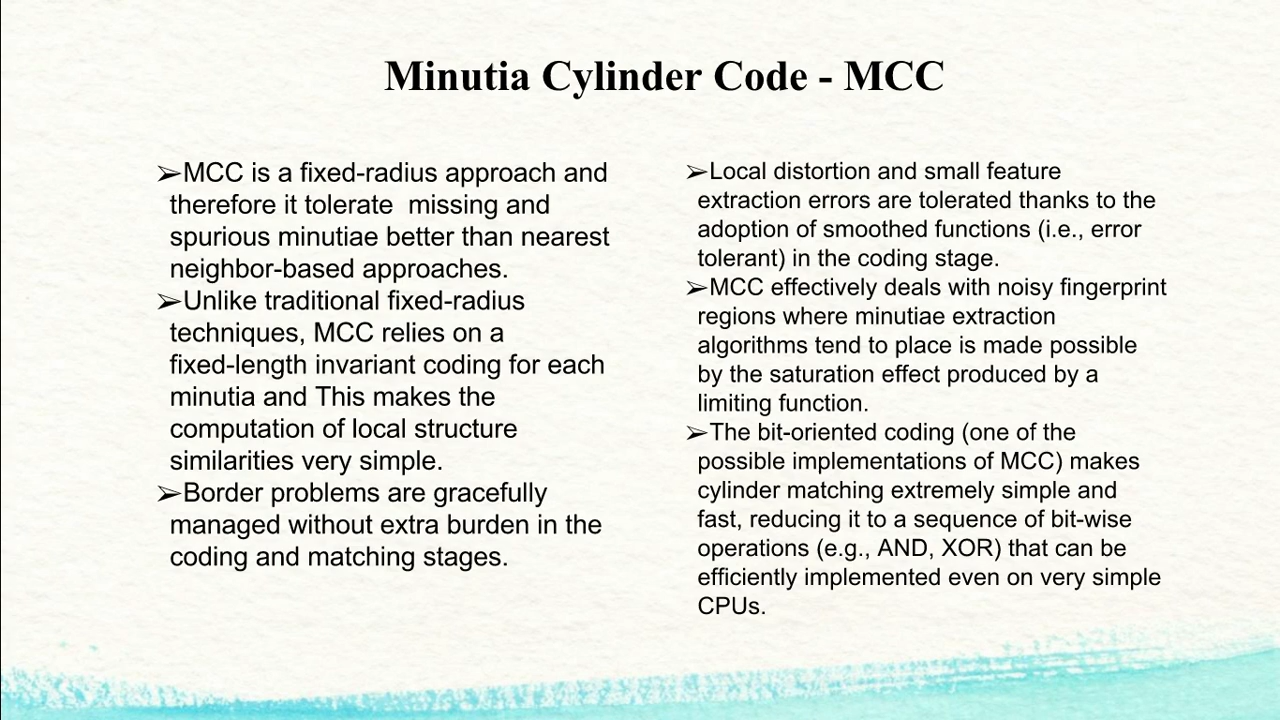 Minutia Cylinder Code - MCC
➢MCC is a fixed-radius approach and
therefore it tolerate  missing and
spurious minutiae better than nearest
neighbor-based approaches.
➢Unlike traditional fixed-radius
techniques, MCC relies on a
fixed-length invariant coding for each
minutia and This makes the
computation of local structure
similarities very simple.
➢Border problems are gracefully
managed without extra burden in the
coding and matching stages.
➢Local distortion and small feature
extraction errors are tolerated thanks to the
adoption of smoothed functions (i.e., error
tolerant) in the coding stage.
➢MCC effectively deals with noisy fingerprint
regions where minutiae extraction
algorithms tend to place is made possible
by the saturation effect produced by a
limiting function.
➢The bit-oriented coding (one of the
possible implementations of MCC) makes
cylinder matching extremely simple and
fast, reducing it to a sequence of bit-wise
operations (e.g., AND, XOR) that can be
efficiently implemented even on very simple
CPUs.